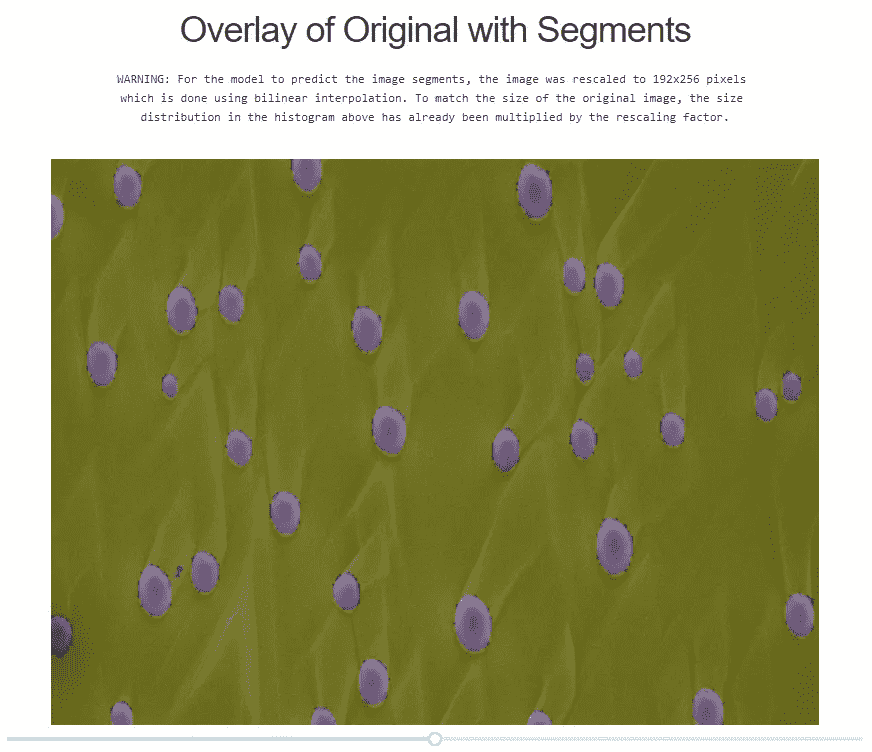 Overlay of Original with Segments
WARNING: For the model to predict the image segments, the image was rescaled to 192x256 pixels
which is done using bilinear interpolation. To match the size of the original image, the size
distribution in the histogram above has already been multiplied by the rescaling factor.